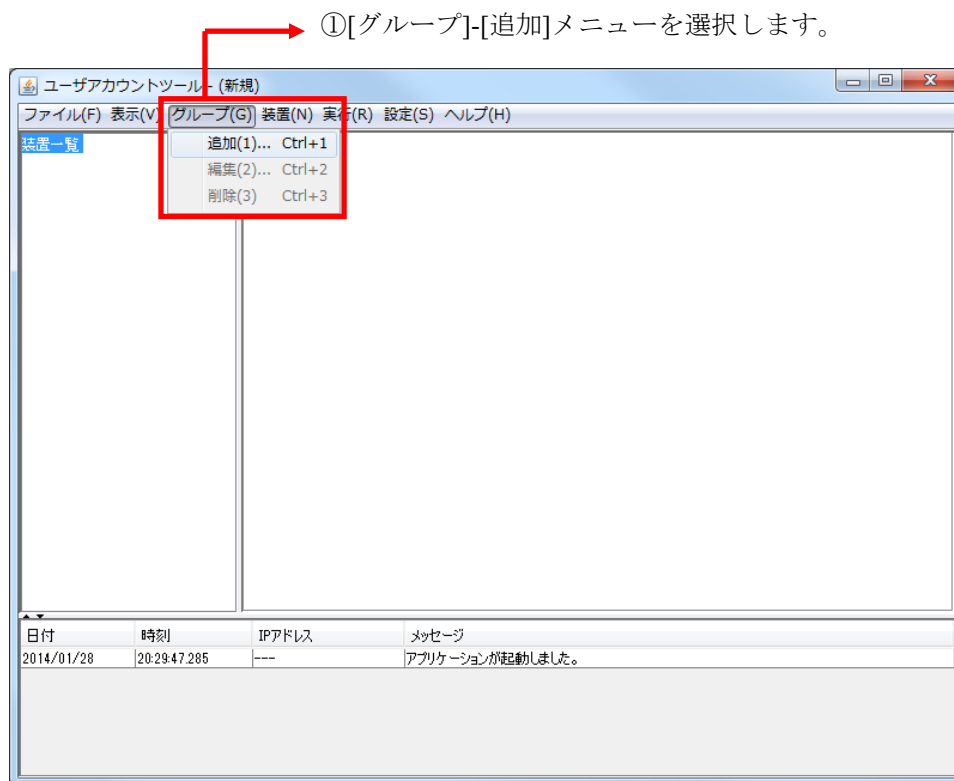 ①[グループ]-[追加]メニューを選択します。
ユーザアカウントツール - (新規)
ファイル(F) 表示(V) グループ(G) 装置(N) 実行(R) 設定(S) ヘルプ(H)
装置一覧
追加(1)... Ctrl+1
編集(2)... Ctrl+2
削除(3) Ctrl+3
日付 時刻 IPアドレス メッセージ
2014/01/28 20:29:47.285 --- アプリケーションが起動しました。